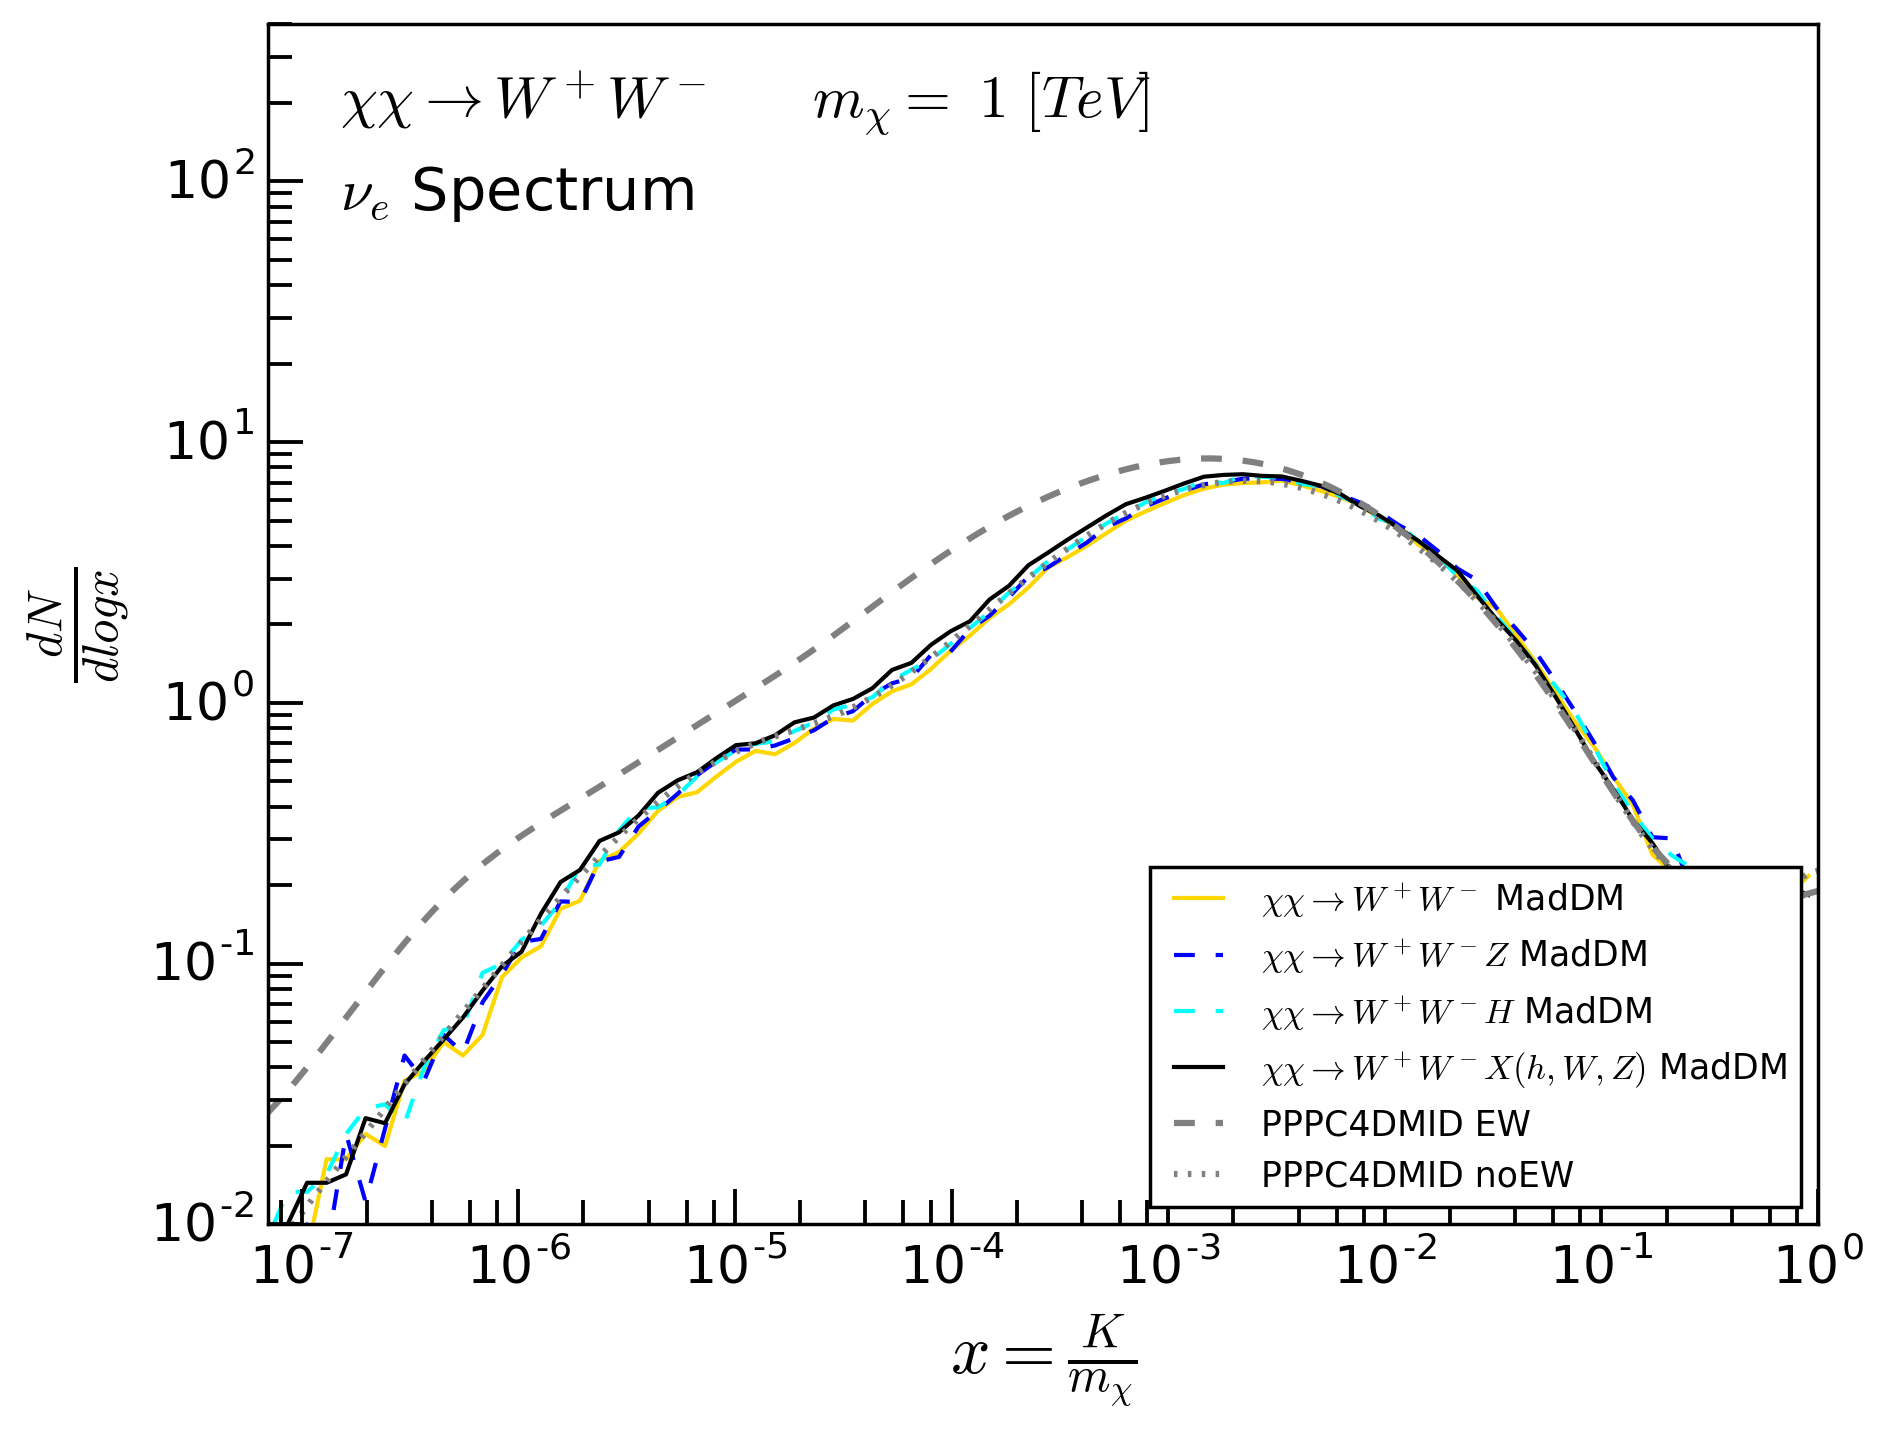 χχ → W⁺W⁻ m_χ = 1 [TeV]
ν_e Spectrum
10²
10¹
10⁰
10⁻¹
10⁻²
dN/dlogx
10⁻⁷ 10⁻⁶ 10⁻⁵ 10⁻⁴ 10⁻³ 10⁻² 10⁻¹ 10⁰
x = K/m_χ
χχ → W⁺W⁻ MadDM
χχ → W⁺W⁻Z MadDM
χχ → W⁺W⁻H MadDM
χχ → W⁺W⁻X(h, W, Z) MadDM
PPPC4DMID EW
PPPC4DMID noEW